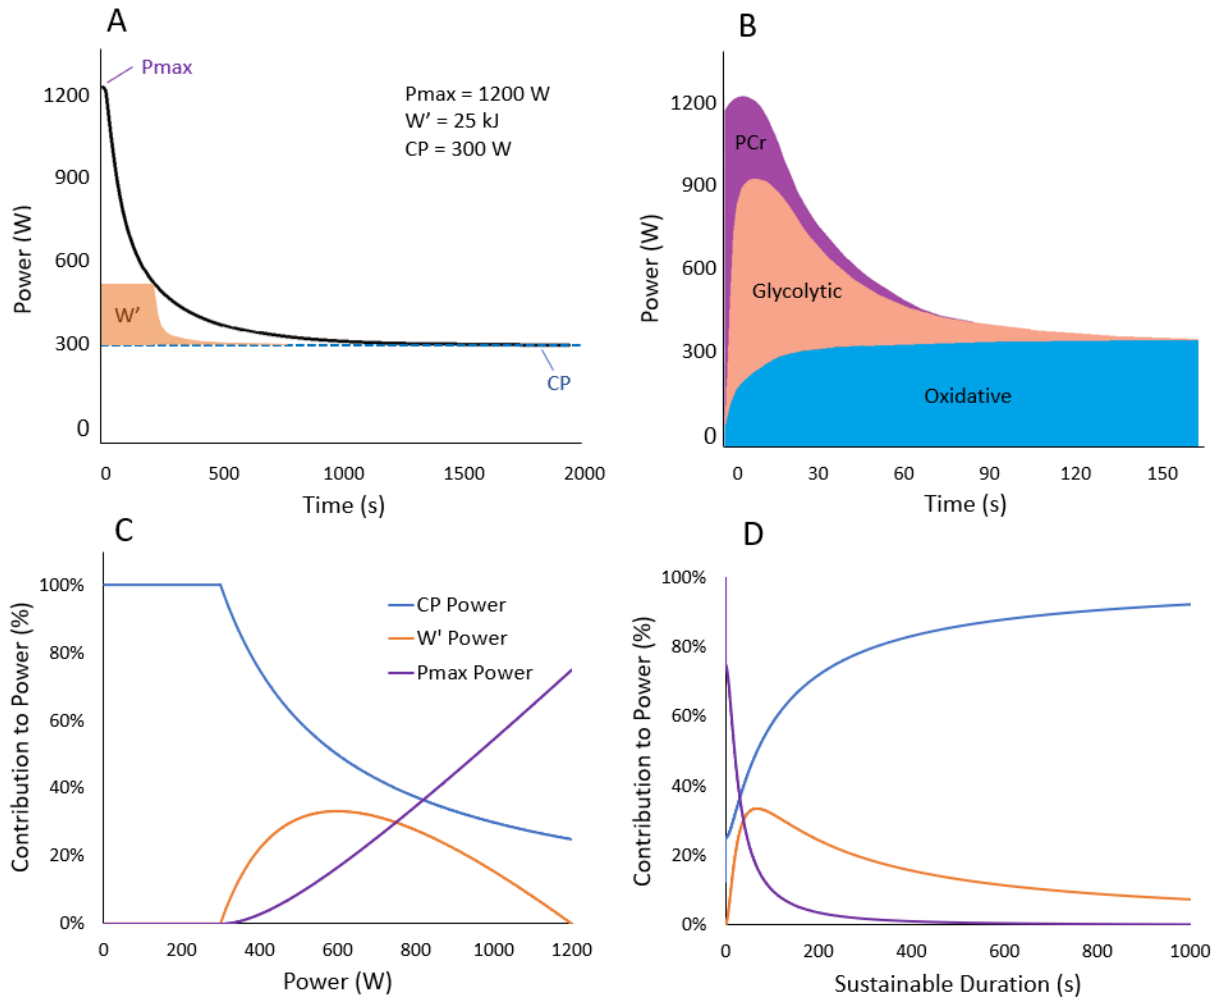 A
Pmax
Pmax = 1200 W
W’ = 25 kJ
CP = 300 W
1200
900
600
300
0
Power (W)
W’
CP
0 500 1000 1500 2000
Time (s)
B
1200
900
600
300
0
Power (W)
PCr
Glycolytic
Oxidative
0 30 60 90 120 150
Time (s)
C
100%
80%
60%
40%
20%
0%
Contribution to Power (%)
CP Power
W' Power
Pmax Power
0 200 400 600 800 1000 1200
Power (W)
D
100%
80%
60%
40%
20%
0%
Contribution to Power (%)
0 200 400 600 800 1000
Sustainable Duration (s)